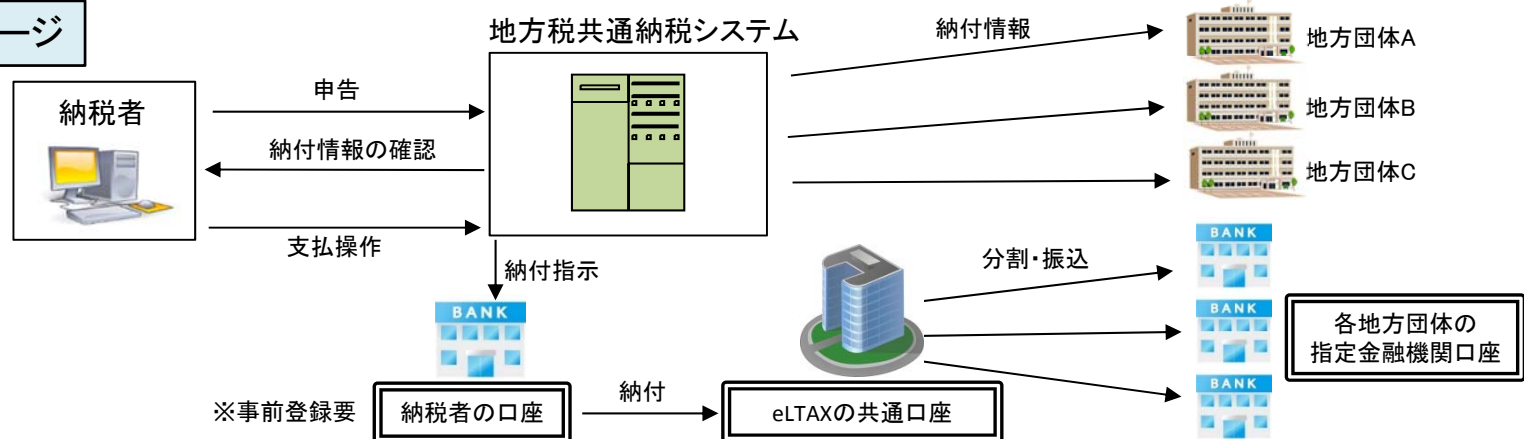 ージ
地方税共通納税システム
納税者
申告
納付情報の確認
支払操作
納付情報
地方団体A
地方団体B
地方団体C
納付指示
分割・振込
BANK
BANK
BANK
BANK
各地方団体の
指定金融機関口座
※事前登録要
納税者の口座
納付
eLTAXの共通口座